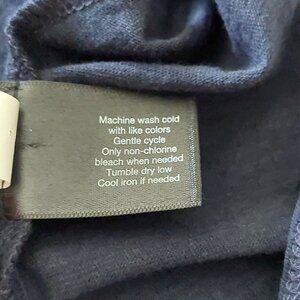 Machine wash cold
with like colors
Gentle cycle
Only non-chlorine
bleach when needed
Tumble dry low
Cool iron if needed